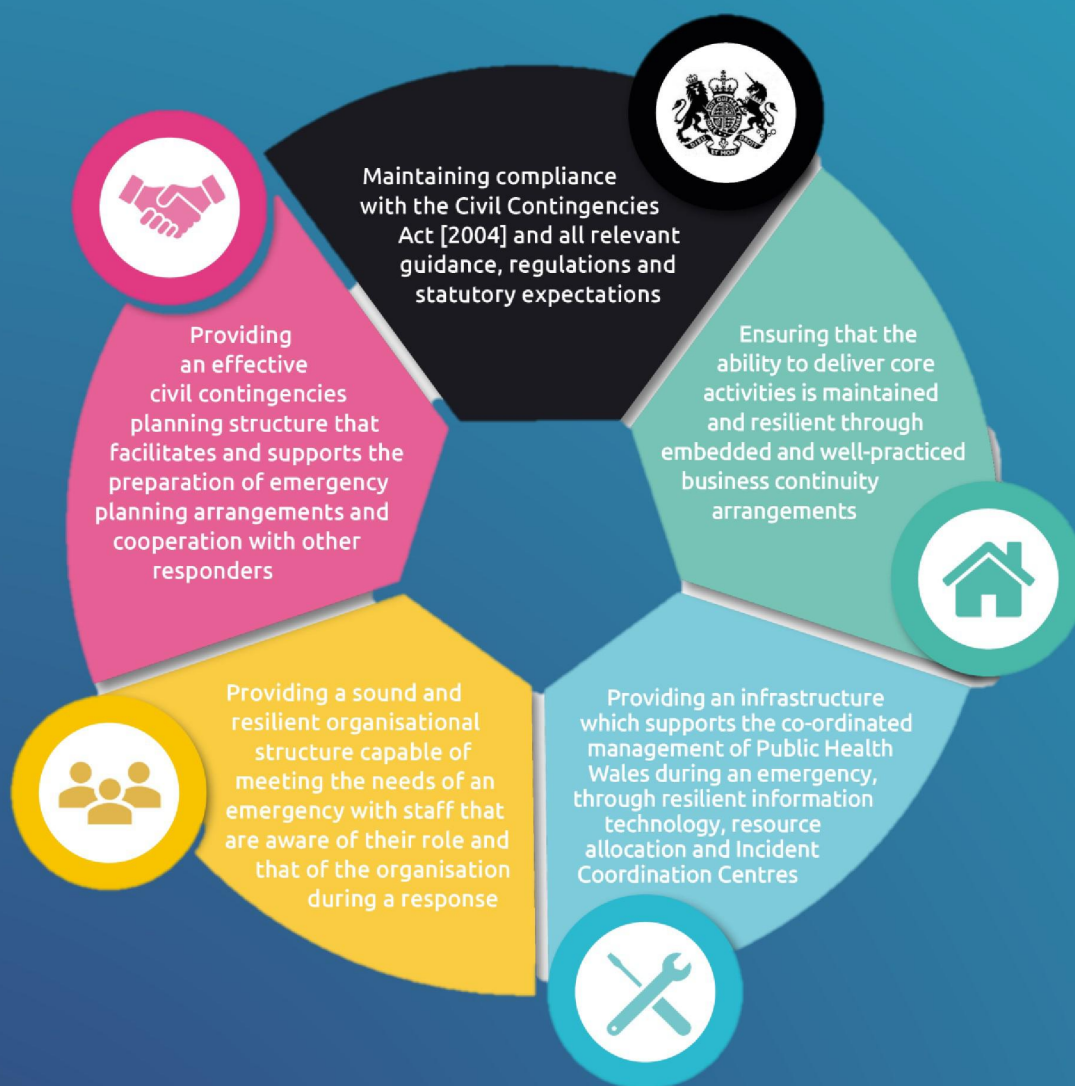 Maintaining compliance
with the Civil Contingencies
Act [2004] and all relevant
guidance, regulations and
statutory expectations
Ensuring that the
ability to deliver core
activities is maintained
and resilient through
embedded and well-practiced
business continuity
arrangements
Providing an infrastructure
which supports the co-ordinated
management of Public Health
Wales during an emergency,
through resilient information
technology, resource
allocation and Incident
Coordination Centres
Providing a sound and
resilient organisational
structure capable of
meeting the needs of an
emergency with staff that
are aware of their role and
that of the organisation
during a response
Providing
an effective
civil contingencies
planning structure that
facilitates and supports the
preparation of emergency
planning arrangements and
cooperation with other
responders